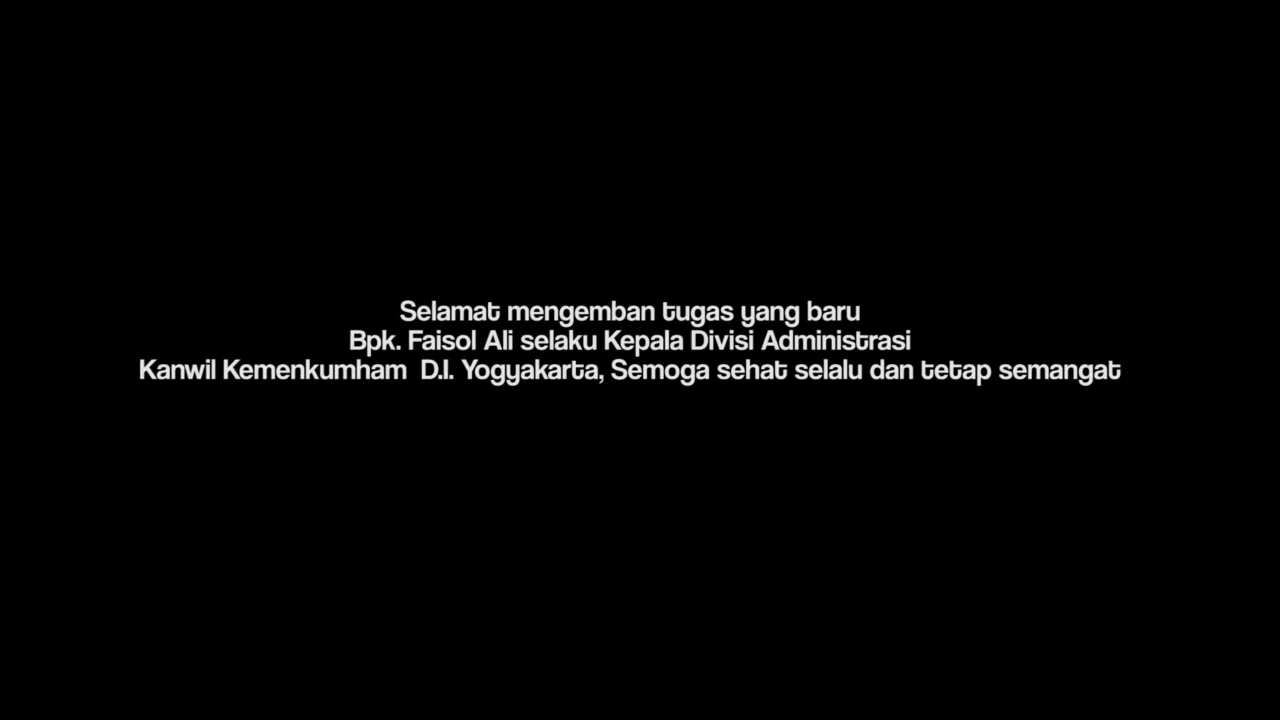 Selamat mengemban tugas yang baru
Bpk. Faisol Ali selaku Kepala Divisi Administrasi
Kanwil Kemenkumham  D.I. Yogyakarta, Semoga sehat selalu dan tetap semangat